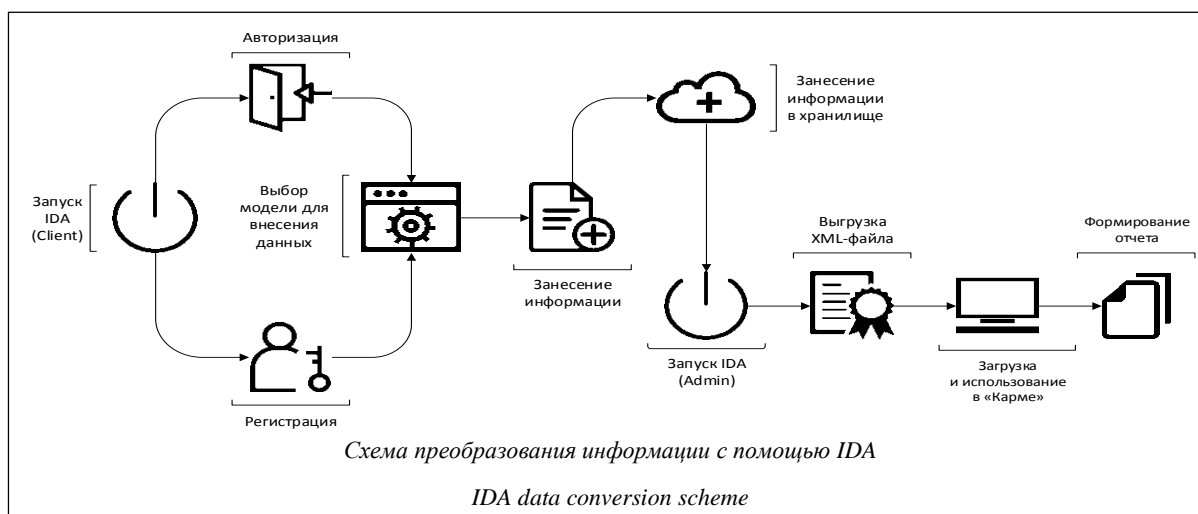 Авторизация
Запуск
IDA
(Client)
Выбор
модели для
внесения
данных
Регистрация
Занесение
информации
Занесение
информации
в хранилище
Запуск IDA
(Admin)
Выгрузка
XML-файла
Загрузка
и использование
в «Карме»
Формирование
отчета
Схема преобразования информации с помощью IDA
IDA data conversion scheme